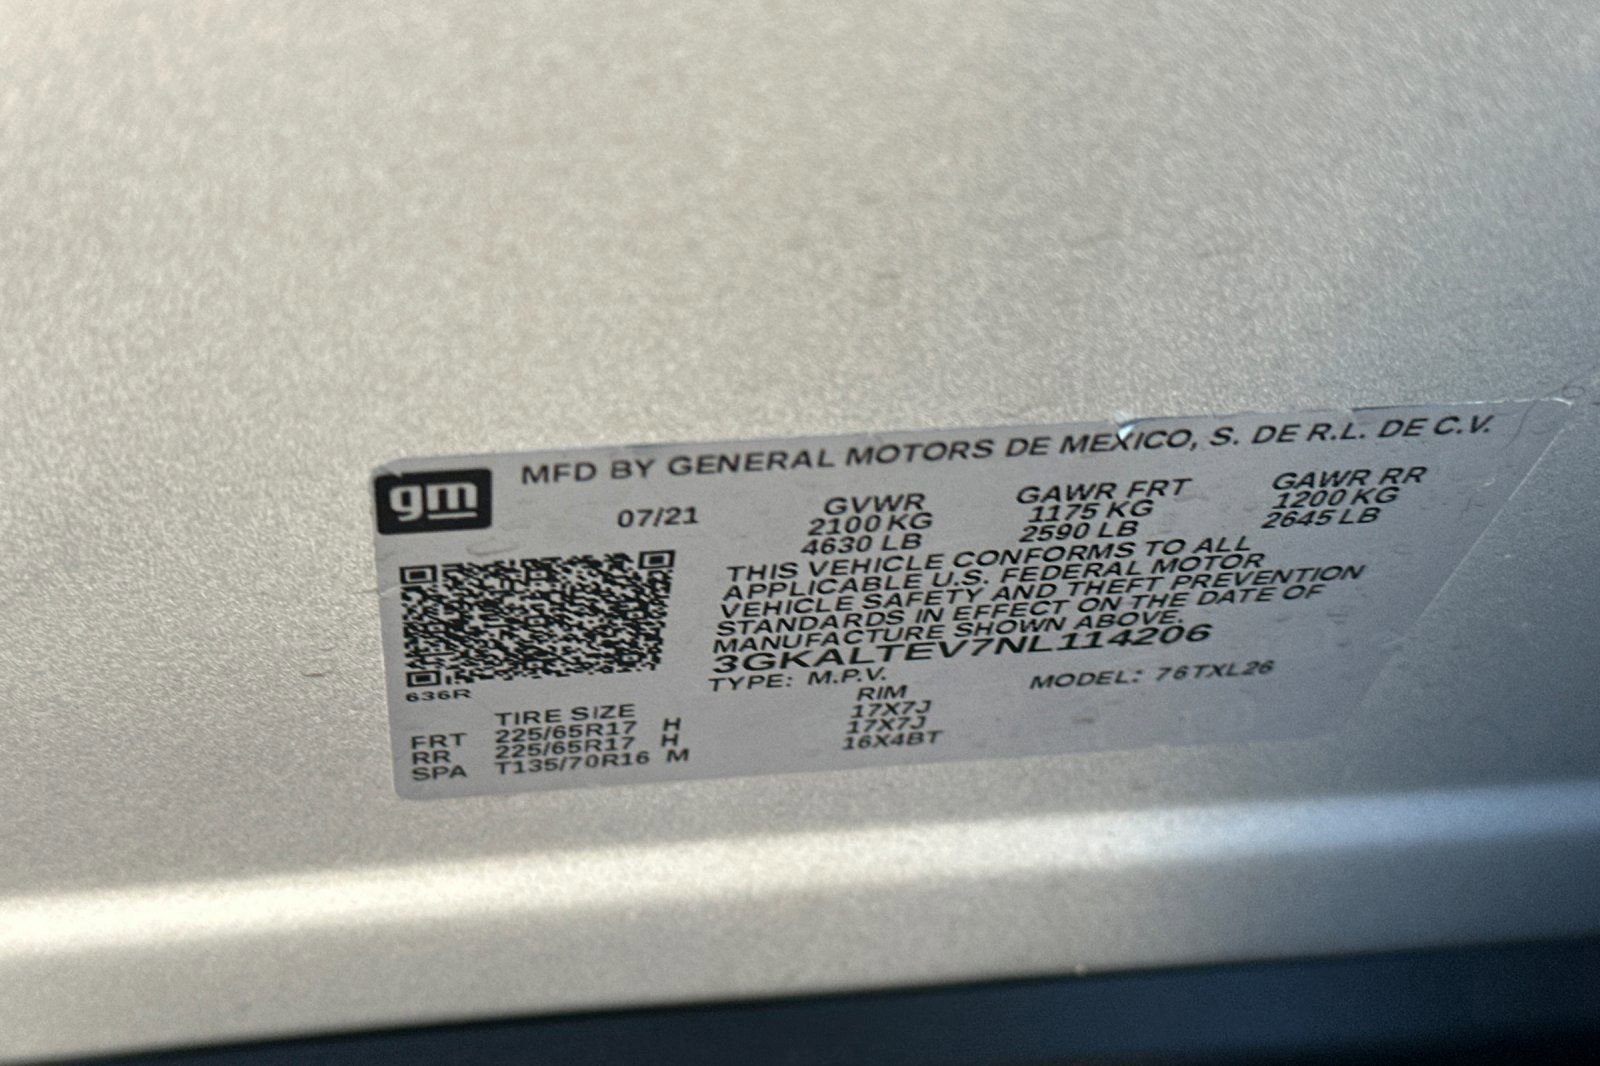 MFD BY GENERAL MOTORS DE MEXICO, S. DE R.L. DE C.V.
gm
07/21
GVWR GAWR FRT GAWR RR
2100 KG 1175 KG 1200 KG
4630 LB 2590 LB 2645 LB
THIS VEHICLE CONFORMS TO ALL
APPLICABLE U.S. FEDERAL MOTOR
VEHICLE SAFETY AND THEFT PREVENTION
STANDARDS IN EFFECT ON THE DATE OF
MANUFACTURE SHOWN ABOVE.
3GKALTEV7NL114206
TYPE: M.P.V. MODEL: 76TXL26
636R
TIRE SIZE RIM
FRT 225/65R17 H 17X7J
RR 225/65R17 H 17X7J
SPA T135/70R16 M 16X4BT